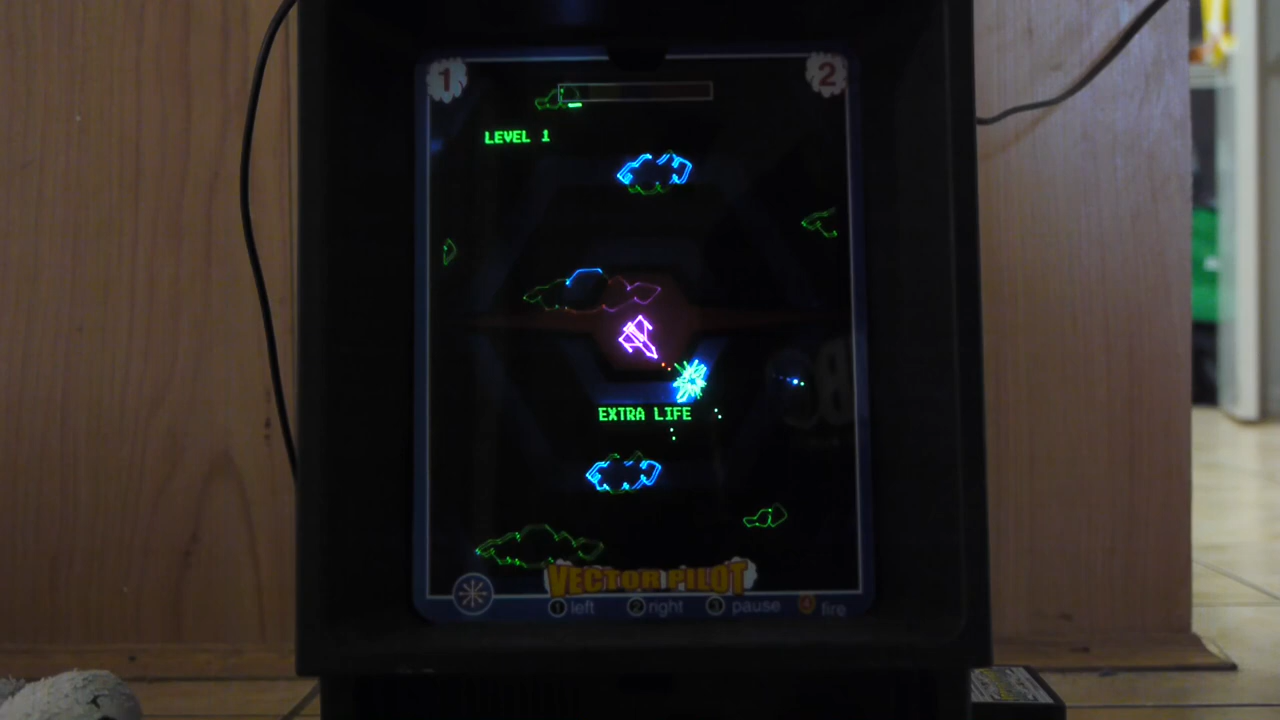 1 2
LEVEL 1
EXTRA LIFE
VECTOR PILOT
1 left 2 right 3 pause 4 fire